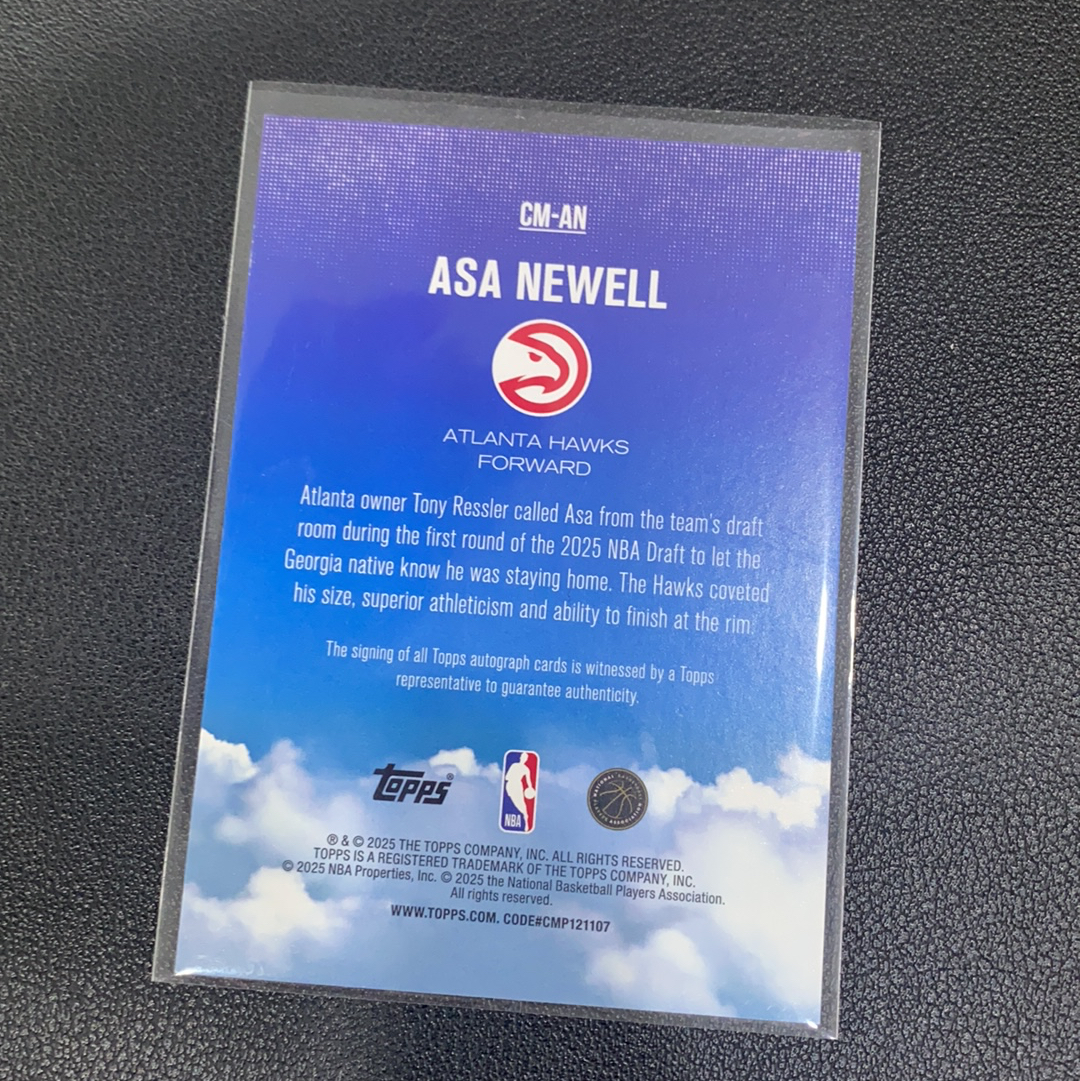 CM-AN
ASA NEWELL
ATLANTA HAWKS
FORWARD
Atlanta owner Tony Ressler called Asa from the team's draft
room during the first round of the 2025 NBA Draft to let the
Georgia native know he was staying home. The Hawks coveted
his size, superior athleticism and ability to finish at the rim.
The signing of all Topps autograph cards is witnessed by a Topps
representative to guarantee authenticity.
topps®
NBA
® & © 2025 THE TOPPS COMPANY, INC. ALL RIGHTS RESERVED.
TOPPS IS A REGISTERED TRADEMARK OF THE TOPPS COMPANY, INC.
© 2025 NBA Properties, Inc. © 2025 the National Basketball Players Association.
All rights reserved.
WWW.TOPPS.COM. CODE#CMP121107